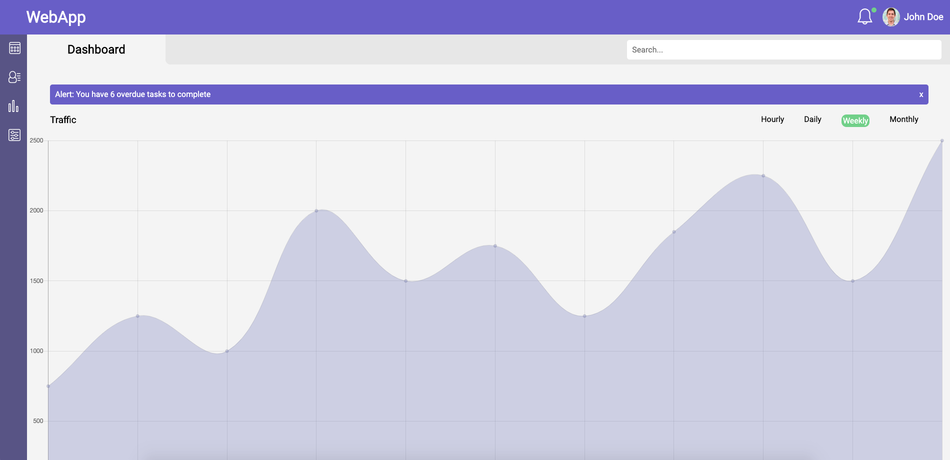 WebApp
John Doe
Dashboard
Search...
Alert: You have 6 overdue tasks to complete
x
Traffic
Hourly
Daily
Weekly
Monthly
2500
2000
1500
1000
500